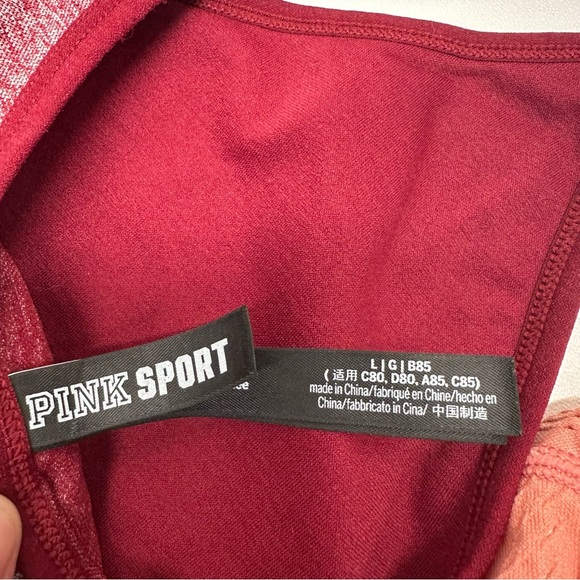 PINK SPORT
L | G | B85
( 适用 C80, D80, A85, C85)
made in China/fabriqué en Chine/hecho en
China/fabbricato in Cina/ 中国制造